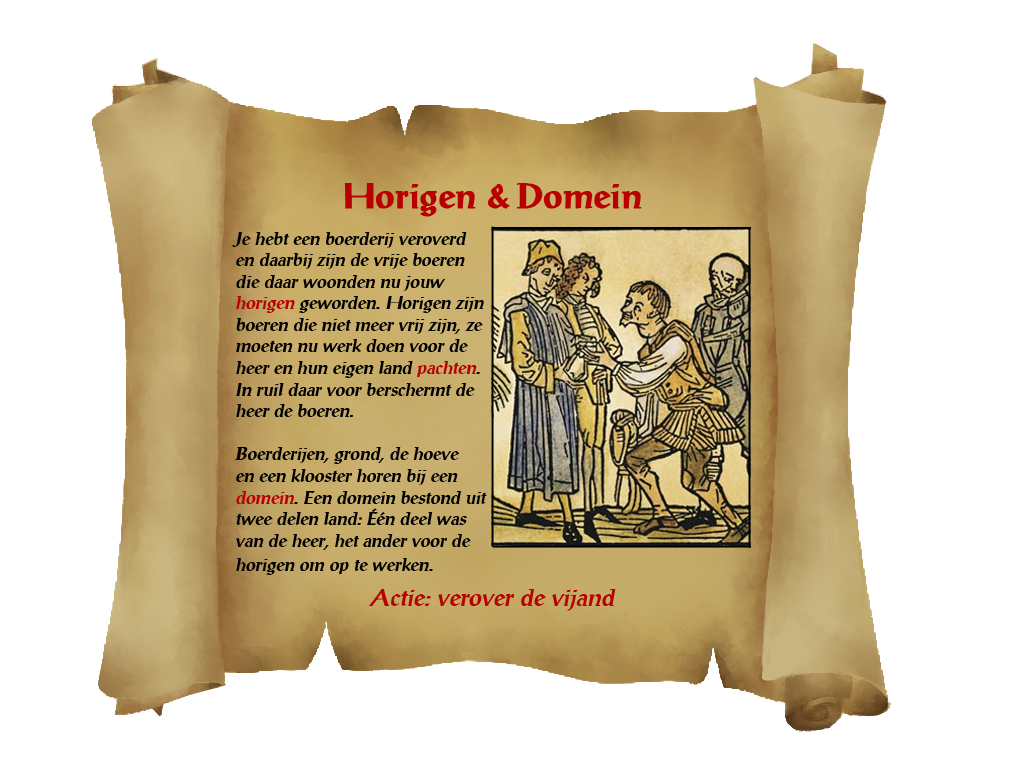 Horigen & Domein
Je hebt een boerderij veroverd
en daarbij zijn de vrije boeren
die daar woonden nu jouw
horigen geworden. Horigen zijn
boeren die niet meer vrij zijn, ze
moeten nu werk doen voor de
heer en hun eigen land pachten.
In ruil daar voor berschermt de
heer de boeren.
Boerderijen, grond, de hoeve
en een klooster horen bij een
domein. Een domein bestond uit
twee delen land: Één deel was
van de heer, het ander voor de
horigen om op te werken.
Actie: verover de vijand